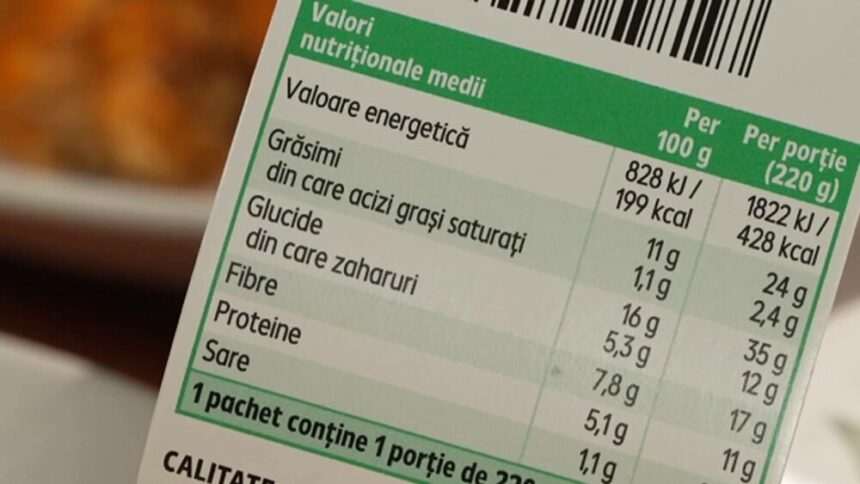 Valori
nutriționale medii
Per
100 g
Per porție
(220 g)
Valoare energetică
828 kJ /
199 kcal
1822 kJ /
428 kcal
Grăsimi 11 g 24 g
din care acizi grași saturați 1,1 g 2,4 g
Glucide 16 g 35 g
din care zaharuri 5,3 g 12 g
Fibre 7,8 g 17 g
Proteine 5,1 g 11 g
Sare 1,1 g
1 pachet conține 1 porție de 220
CALITATE